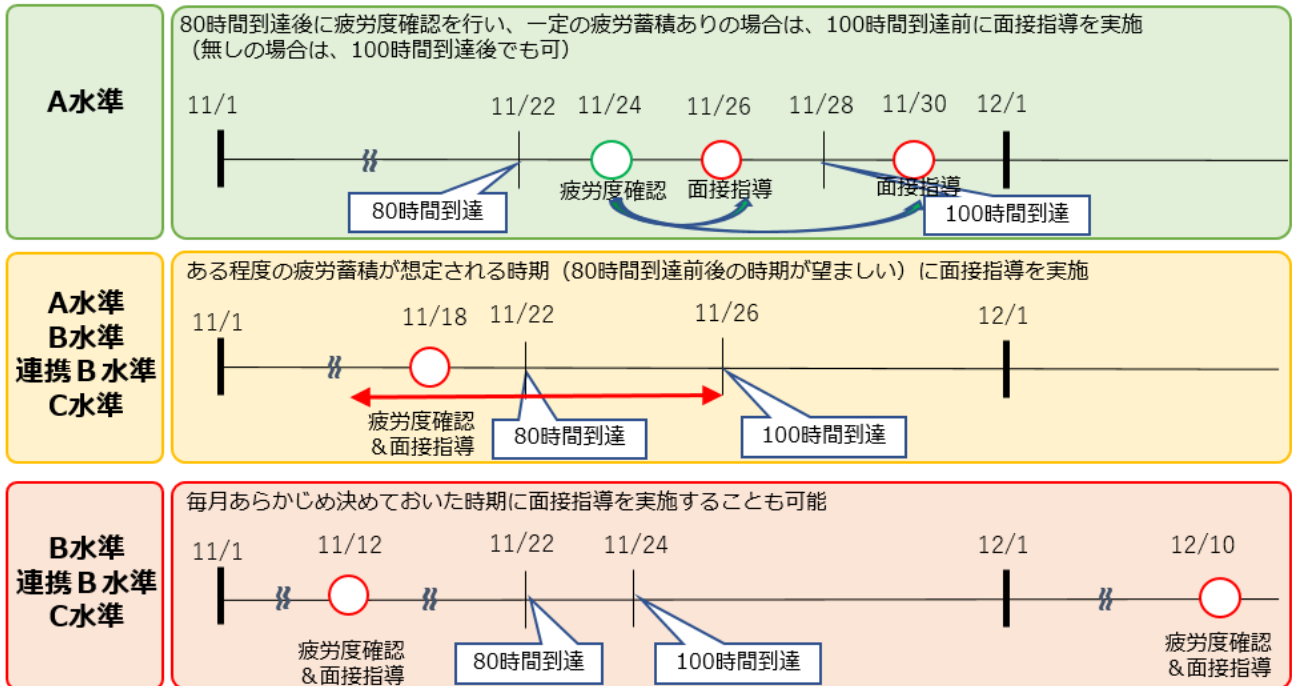 A水準
80時間到達後に疲労度確認を行い、一定の疲労蓄積ありの場合は、100時間到達前に面接指導を実施
（無しの場合は、100時間到達後でも可）
11/1
11/22
11/24
11/26
11/28
11/30
12/1
疲労度確認
面接指導
面接指導
80時間到達
100時間到達
A水準
B水準
連携B水準
C水準
ある程度の疲労蓄積が想定される時期（80時間到達前後の時期が望ましい）に面接指導を実施
11/1
11/18
11/22
11/26
12/1
疲労度確認
＆面接指導
80時間到達
100時間到達
B水準
連携B水準
C水準
毎月あらかじめ決めておいた時期に面接指導を実施することも可能
11/1
11/12
11/22
11/24
12/1
12/10
疲労度確認
＆面接指導
80時間到達
100時間到達
疲労度確認
＆面接指導